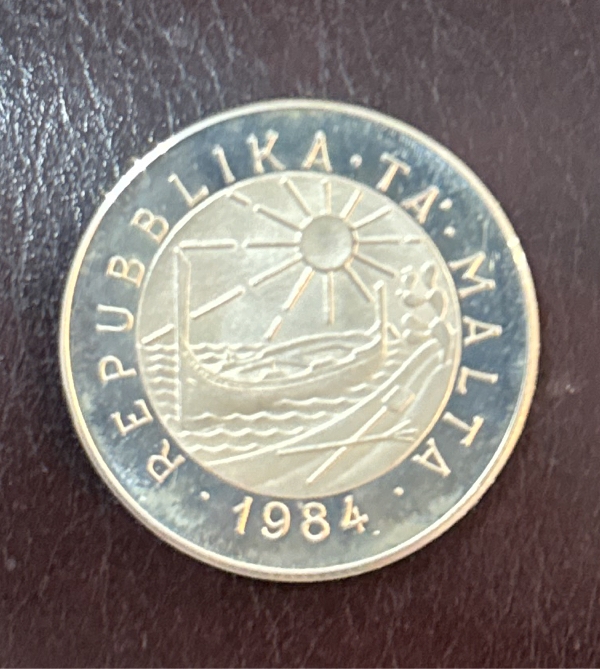 REPUBBLIKA · TA' · MALTA
· 1984 ·